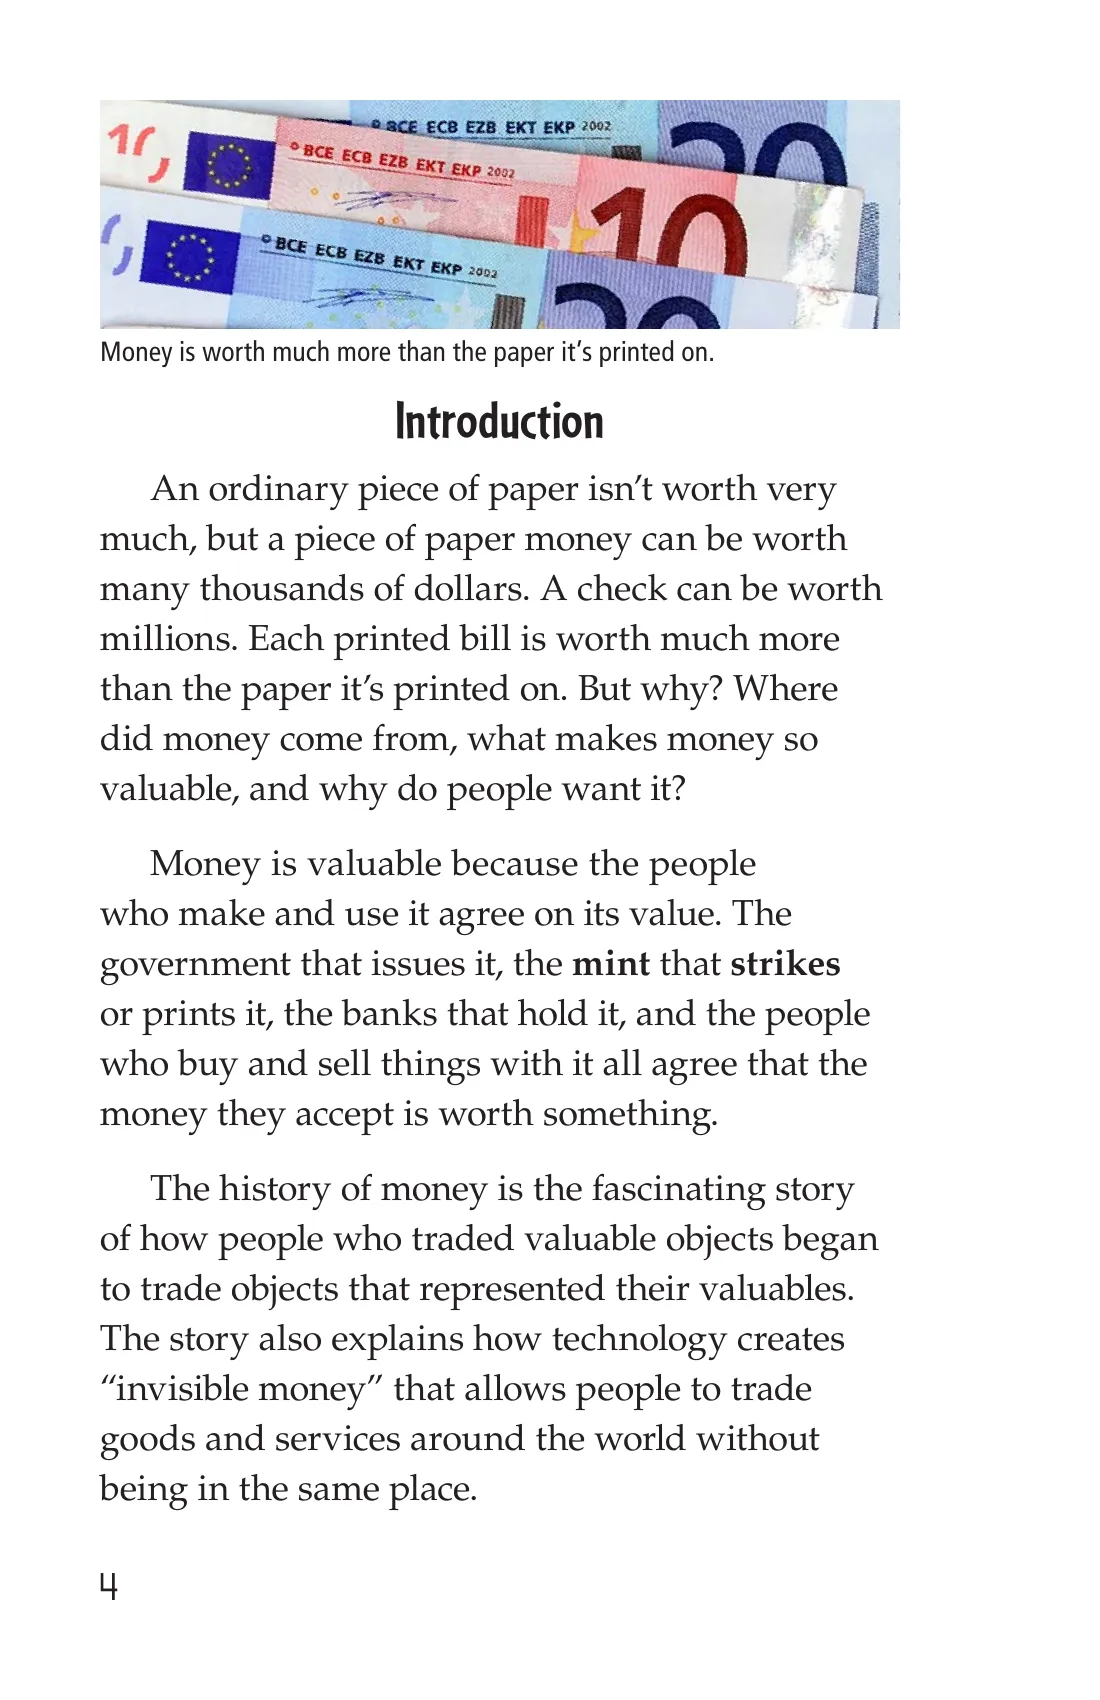 BCE ECB EZB EKT EKP 2002
20
10
BCE ECB EZB EKT EKP 2002
10
BCE ECB EZB EKT EKP 2002
20
Money is worth much more than the paper it’s printed on.
Introduction
An ordinary piece of paper isn’t worth very
much, but a piece of paper money can be worth
many thousands of dollars. A check can be worth
millions. Each printed bill is worth much more
than the paper it’s printed on. But why? Where
did money come from, what makes money so
valuable, and why do people want it?
Money is valuable because the people
who make and use it agree on its value. The
government that issues it, the mint that strikes
or prints it, the banks that hold it, and the people
who buy and sell things with it all agree that the
money they accept is worth something.
The history of money is the fascinating story
of how people who traded valuable objects began
to trade objects that represented their valuables.
The story also explains how technology creates
“invisible money” that allows people to trade
goods and services around the world without
being in the same place.
4